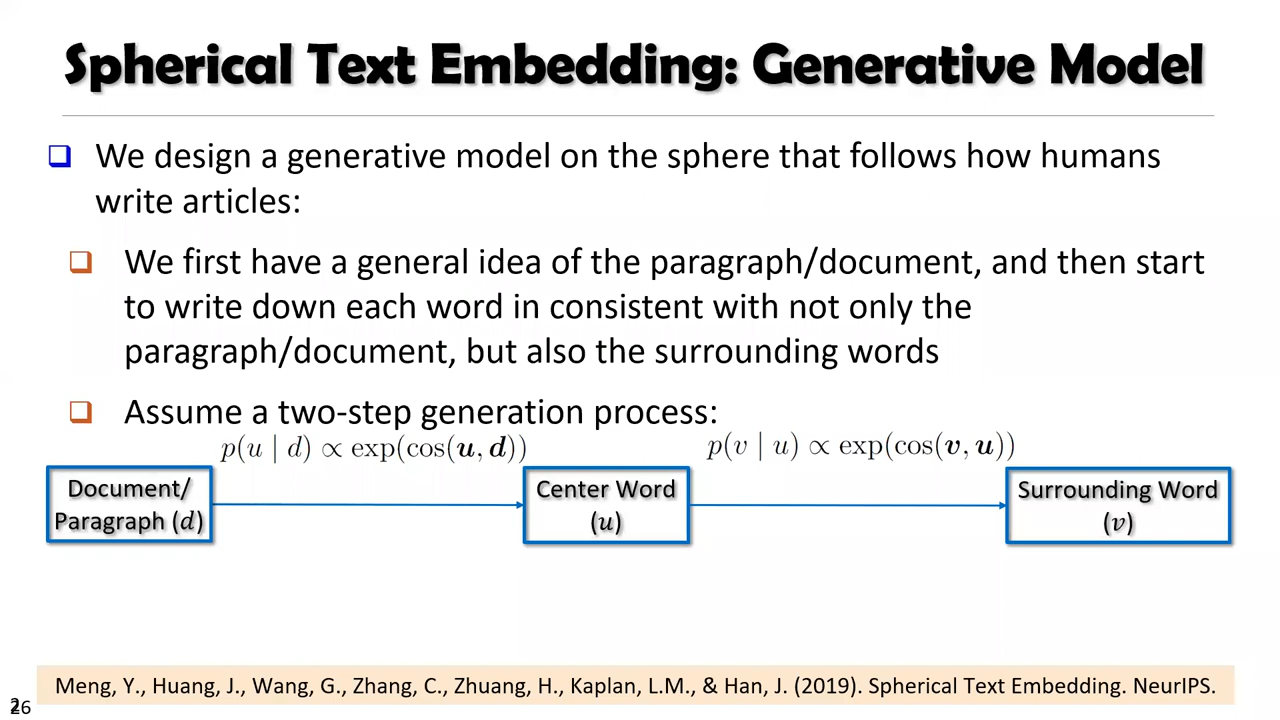 Spherical Text Embedding: Generative Model
❑ We design a generative model on the sphere that follows how humans
write articles:
❑ We first have a general idea of the paragraph/document, and then start
to write down each word in consistent with not only the
paragraph/document, but also the surrounding words
❑ Assume a two-step generation process:
p(u | d) ∝ exp(cos(u, d))
p(v | u) ∝ exp(cos(v, u))
Document/
Paragraph (d)
Center Word
(u)
Surrounding Word
(v)
Meng, Y., Huang, J., Wang, G., Zhang, C., Zhuang, H., Kaplan, L.M., & Han, J. (2019). Spherical Text Embedding. NeurIPS.
26